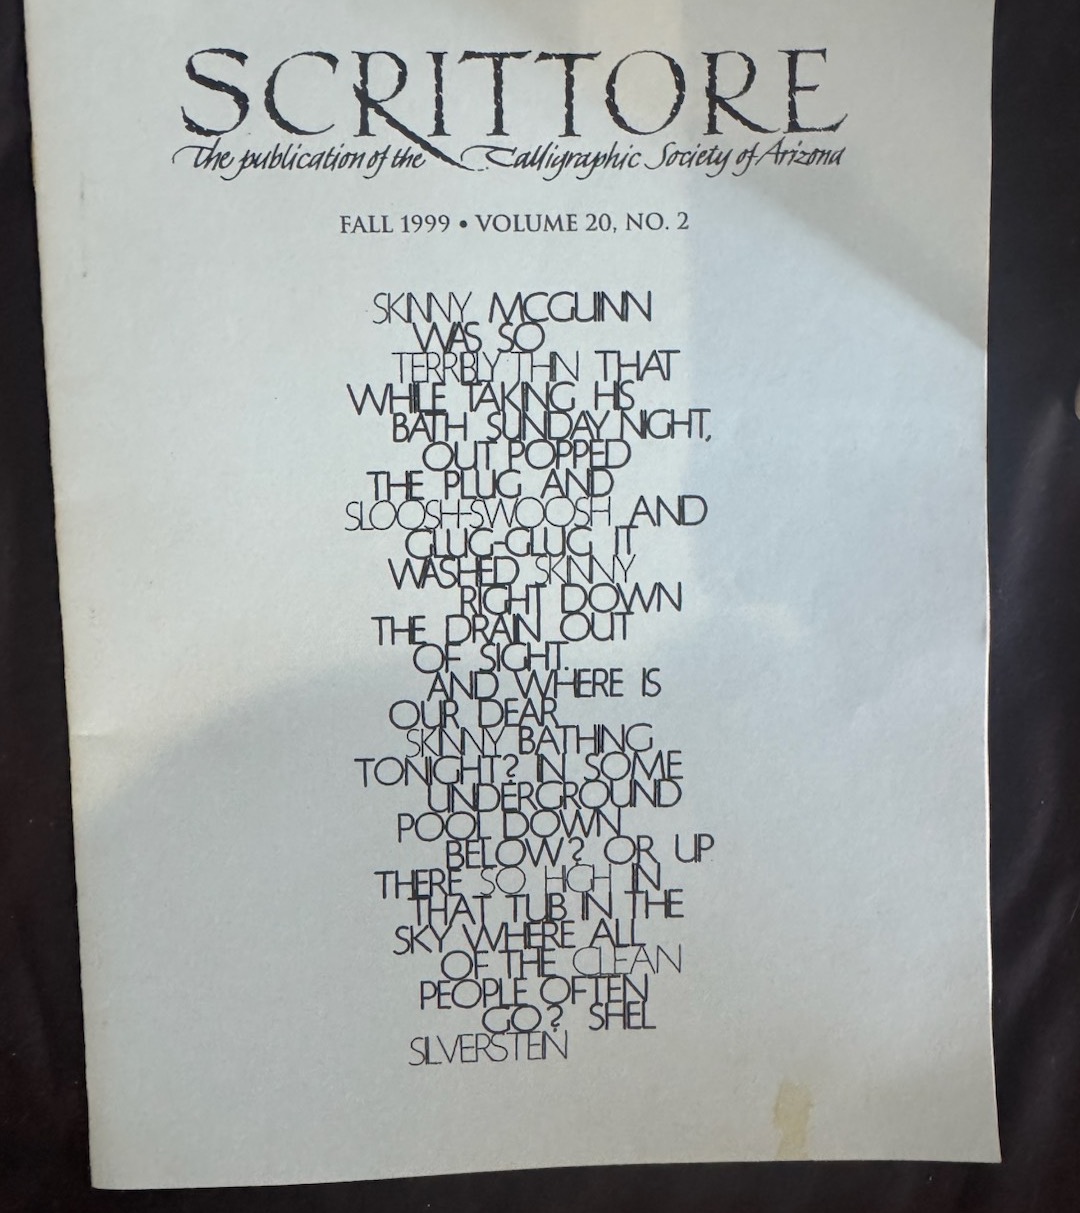 SCRITTORE
The publication of the Calligraphic Society of Arizona
FALL 1999 • VOLUME 20, NO. 2
SKINNY MCGUINN
WAS SO
TERRIBLY THIN THAT
WHILE TAKING HIS
BATH SUNDAY NIGHT,
OUT POPPED
THE PLUG AND
SLOOSH-SWOOSH AND
GLUG-GLUG IT
WASHED SKINNY
RIGHT DOWN
THE DRAIN OUT
OF SIGHT.
AND WHERE IS
OUR DEAR
SKINNY BATHING
TONIGHT? IN SOME
UNDERGROUND
POOL DOWN
BELOW? OR UP
THERE SO HIGH IN
THAT TUB IN THE
SKY WHERE ALL
OF THE CLEAN
PEOPLE OFTEN
GO? SHEL
SILVERSTEIN